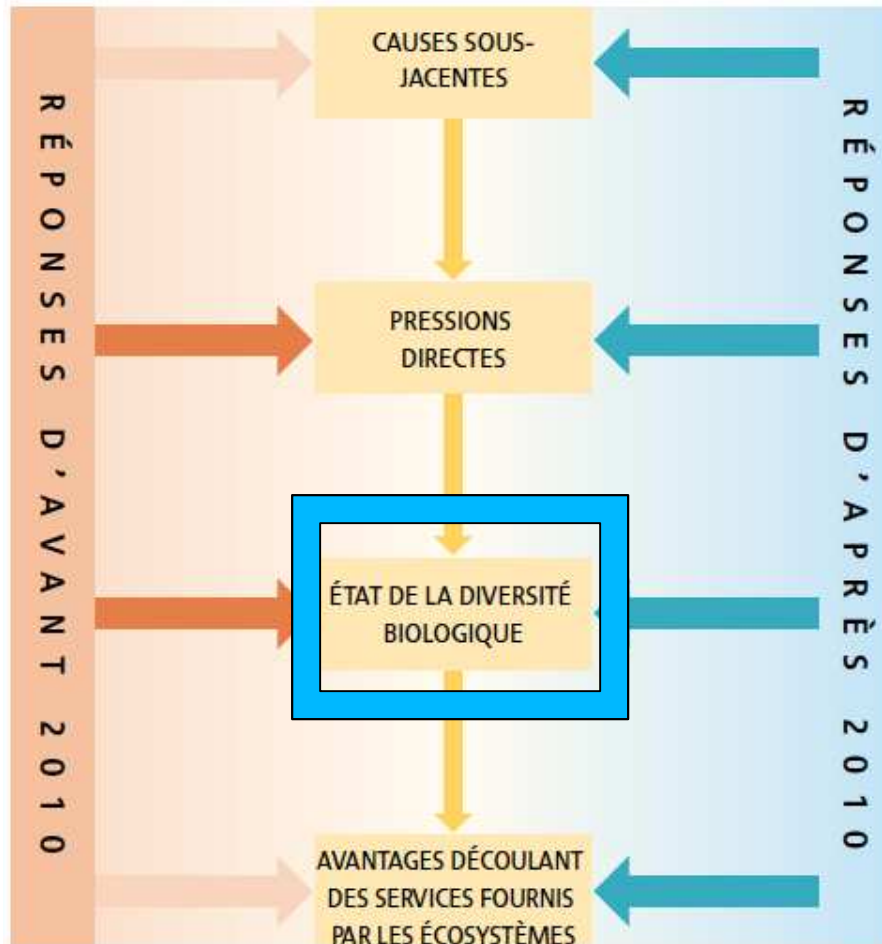 RÉPONSES D'AVANT 2010
CAUSES SOUS-
JACENTES
PRESSIONS
DIRECTES
ÉTAT DE LA DIVERSITÉ
BIOLOGIQUE
AVANTAGES DÉCOULANT
DES SERVICES FOURNIS
PAR LES ÉCOSYSTÈMES
RÉPONSES D'APRÈS 2010